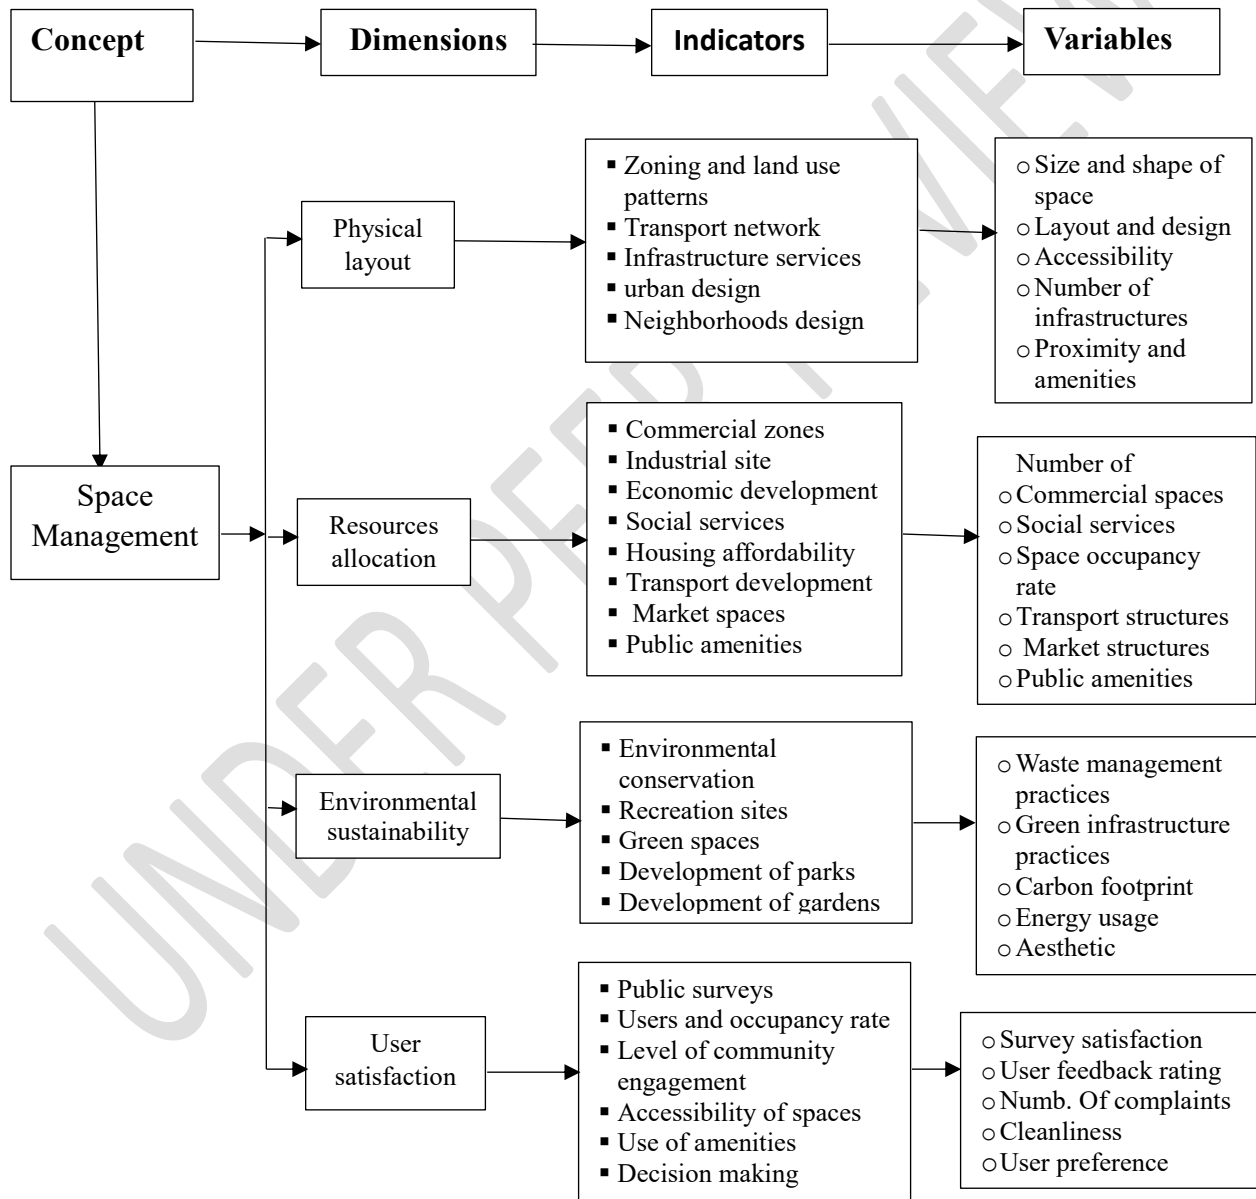 Concept
Dimensions
Indicators
Variables
Physical
layout
▪ Zoning and land use
patterns
▪ Transport network
▪ Infrastructure services
▪ urban design
▪ Neighborhoods design
○ Size and shape of
space
○ Layout and design
○ Accessibility
○ Number of
infrastructures
○ Proximity and
amenities
Space
Management
Resources
allocation
▪ Commercial zones
▪ Industrial site
▪ Economic development
▪ Social services
▪ Housing affordability
▪ Transport development
▪ Market spaces
▪ Public amenities
Number of
○ Commercial spaces
○ Social services
○ Space occupancy
rate
○ Transport structures
○ Market structures
○ Public amenities
Environmental
sustainability
▪ Environmental
conservation
▪ Recreation sites
▪ Green spaces
▪ Development of parks
▪ Development of gardens
○ Waste management
practices
○ Green infrastructure
practices
○ Carbon footprint
○ Energy usage
○ Aesthetic
User
satisfaction
▪ Public surveys
▪ Users and occupancy rate
▪ Level of community
engagement
▪ Accessibility of spaces
▪ Use of amenities
▪ Decision making
○ Survey satisfaction
○ User feedback rating
○ Numb. Of complaints
○ Cleanliness
○ User preference
UNDER PEER REVIEW